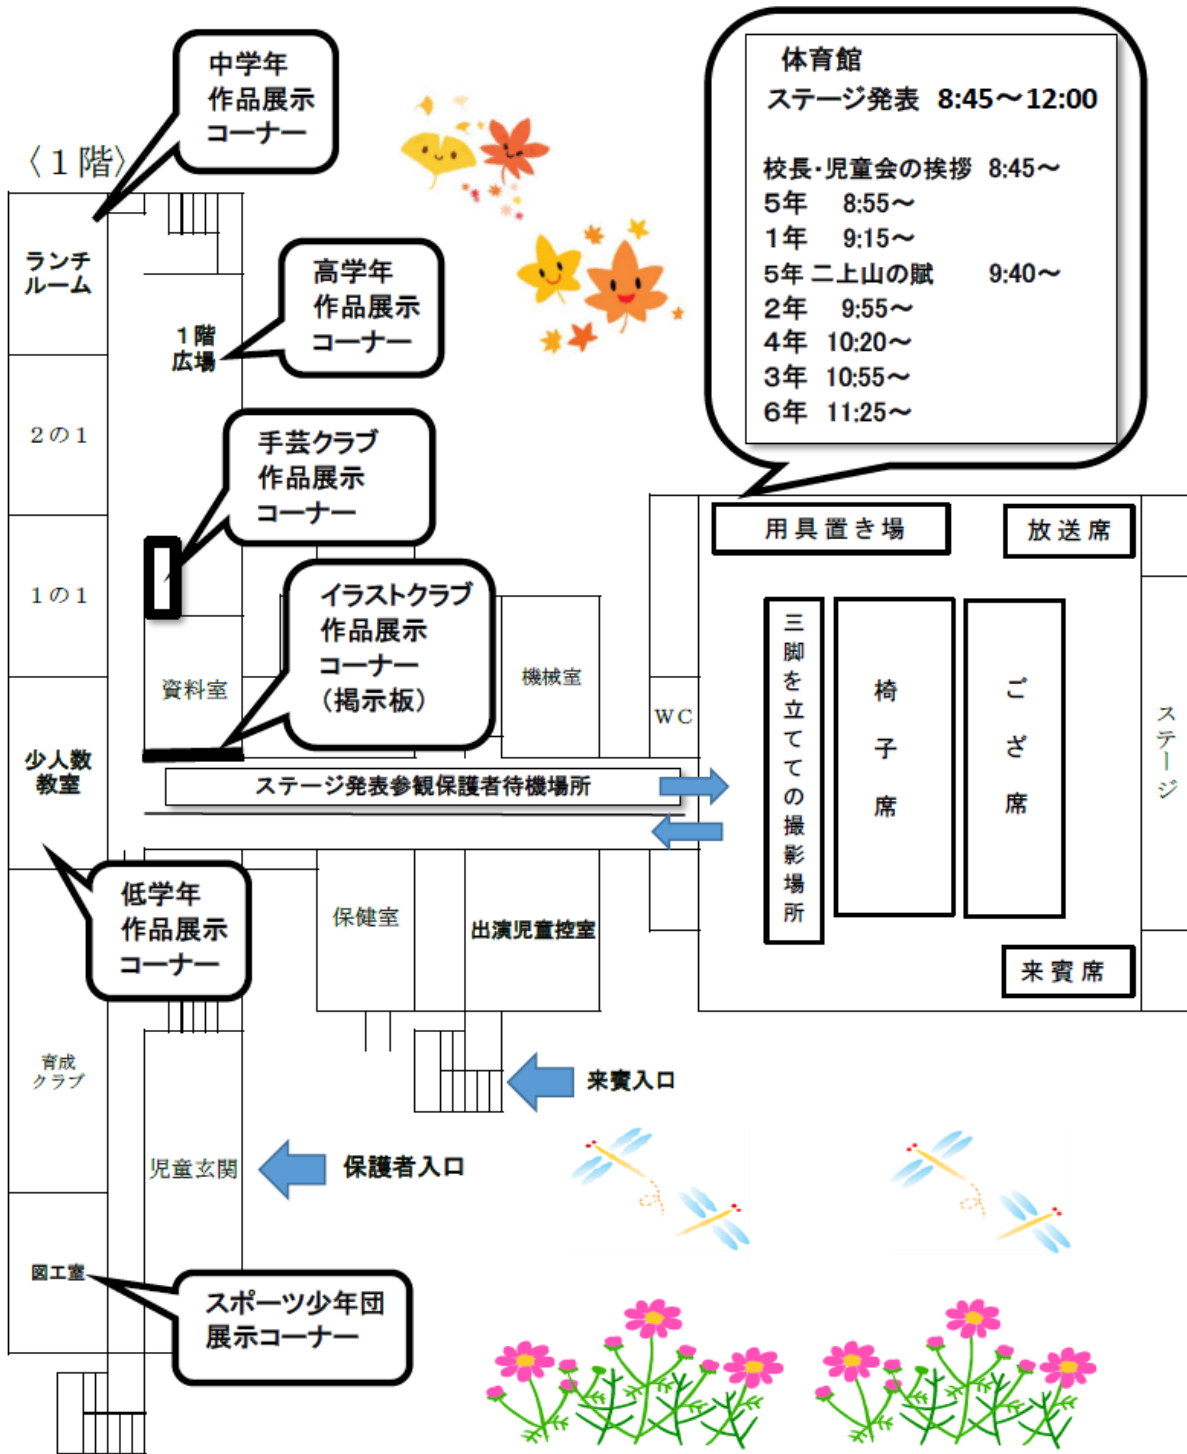 中学年
作品展示
コーナー
〈１階〉
体育館
ステージ発表 8:45～12:00
校長・児童会の挨拶 8:45～
5年 8:55～
1年 9:15～
5年 二上山の賦 9:40～
2年 9:55～
4年 10:20～
3年 10:55～
6年 11:25～
ランチ
ルーム
高学年
作品展示
コーナー
１階
広場
２の１
手芸クラブ
作品展示
コーナー
用具置き場
放送席
１の１
イラストクラブ
作品展示
コーナー
（掲示板）
資料室
機械室
WC
三脚を立てての撮影場所
椅子席
ござ席
ステージ
少人数
教室
ステージ発表参観保護者待機場所
低学年
作品展示
コーナー
保健室
出演児童控室
来賓席
育成
クラブ
来賓入口
児童玄関
保護者入口
図工室
スポーツ少年団
展示コーナー